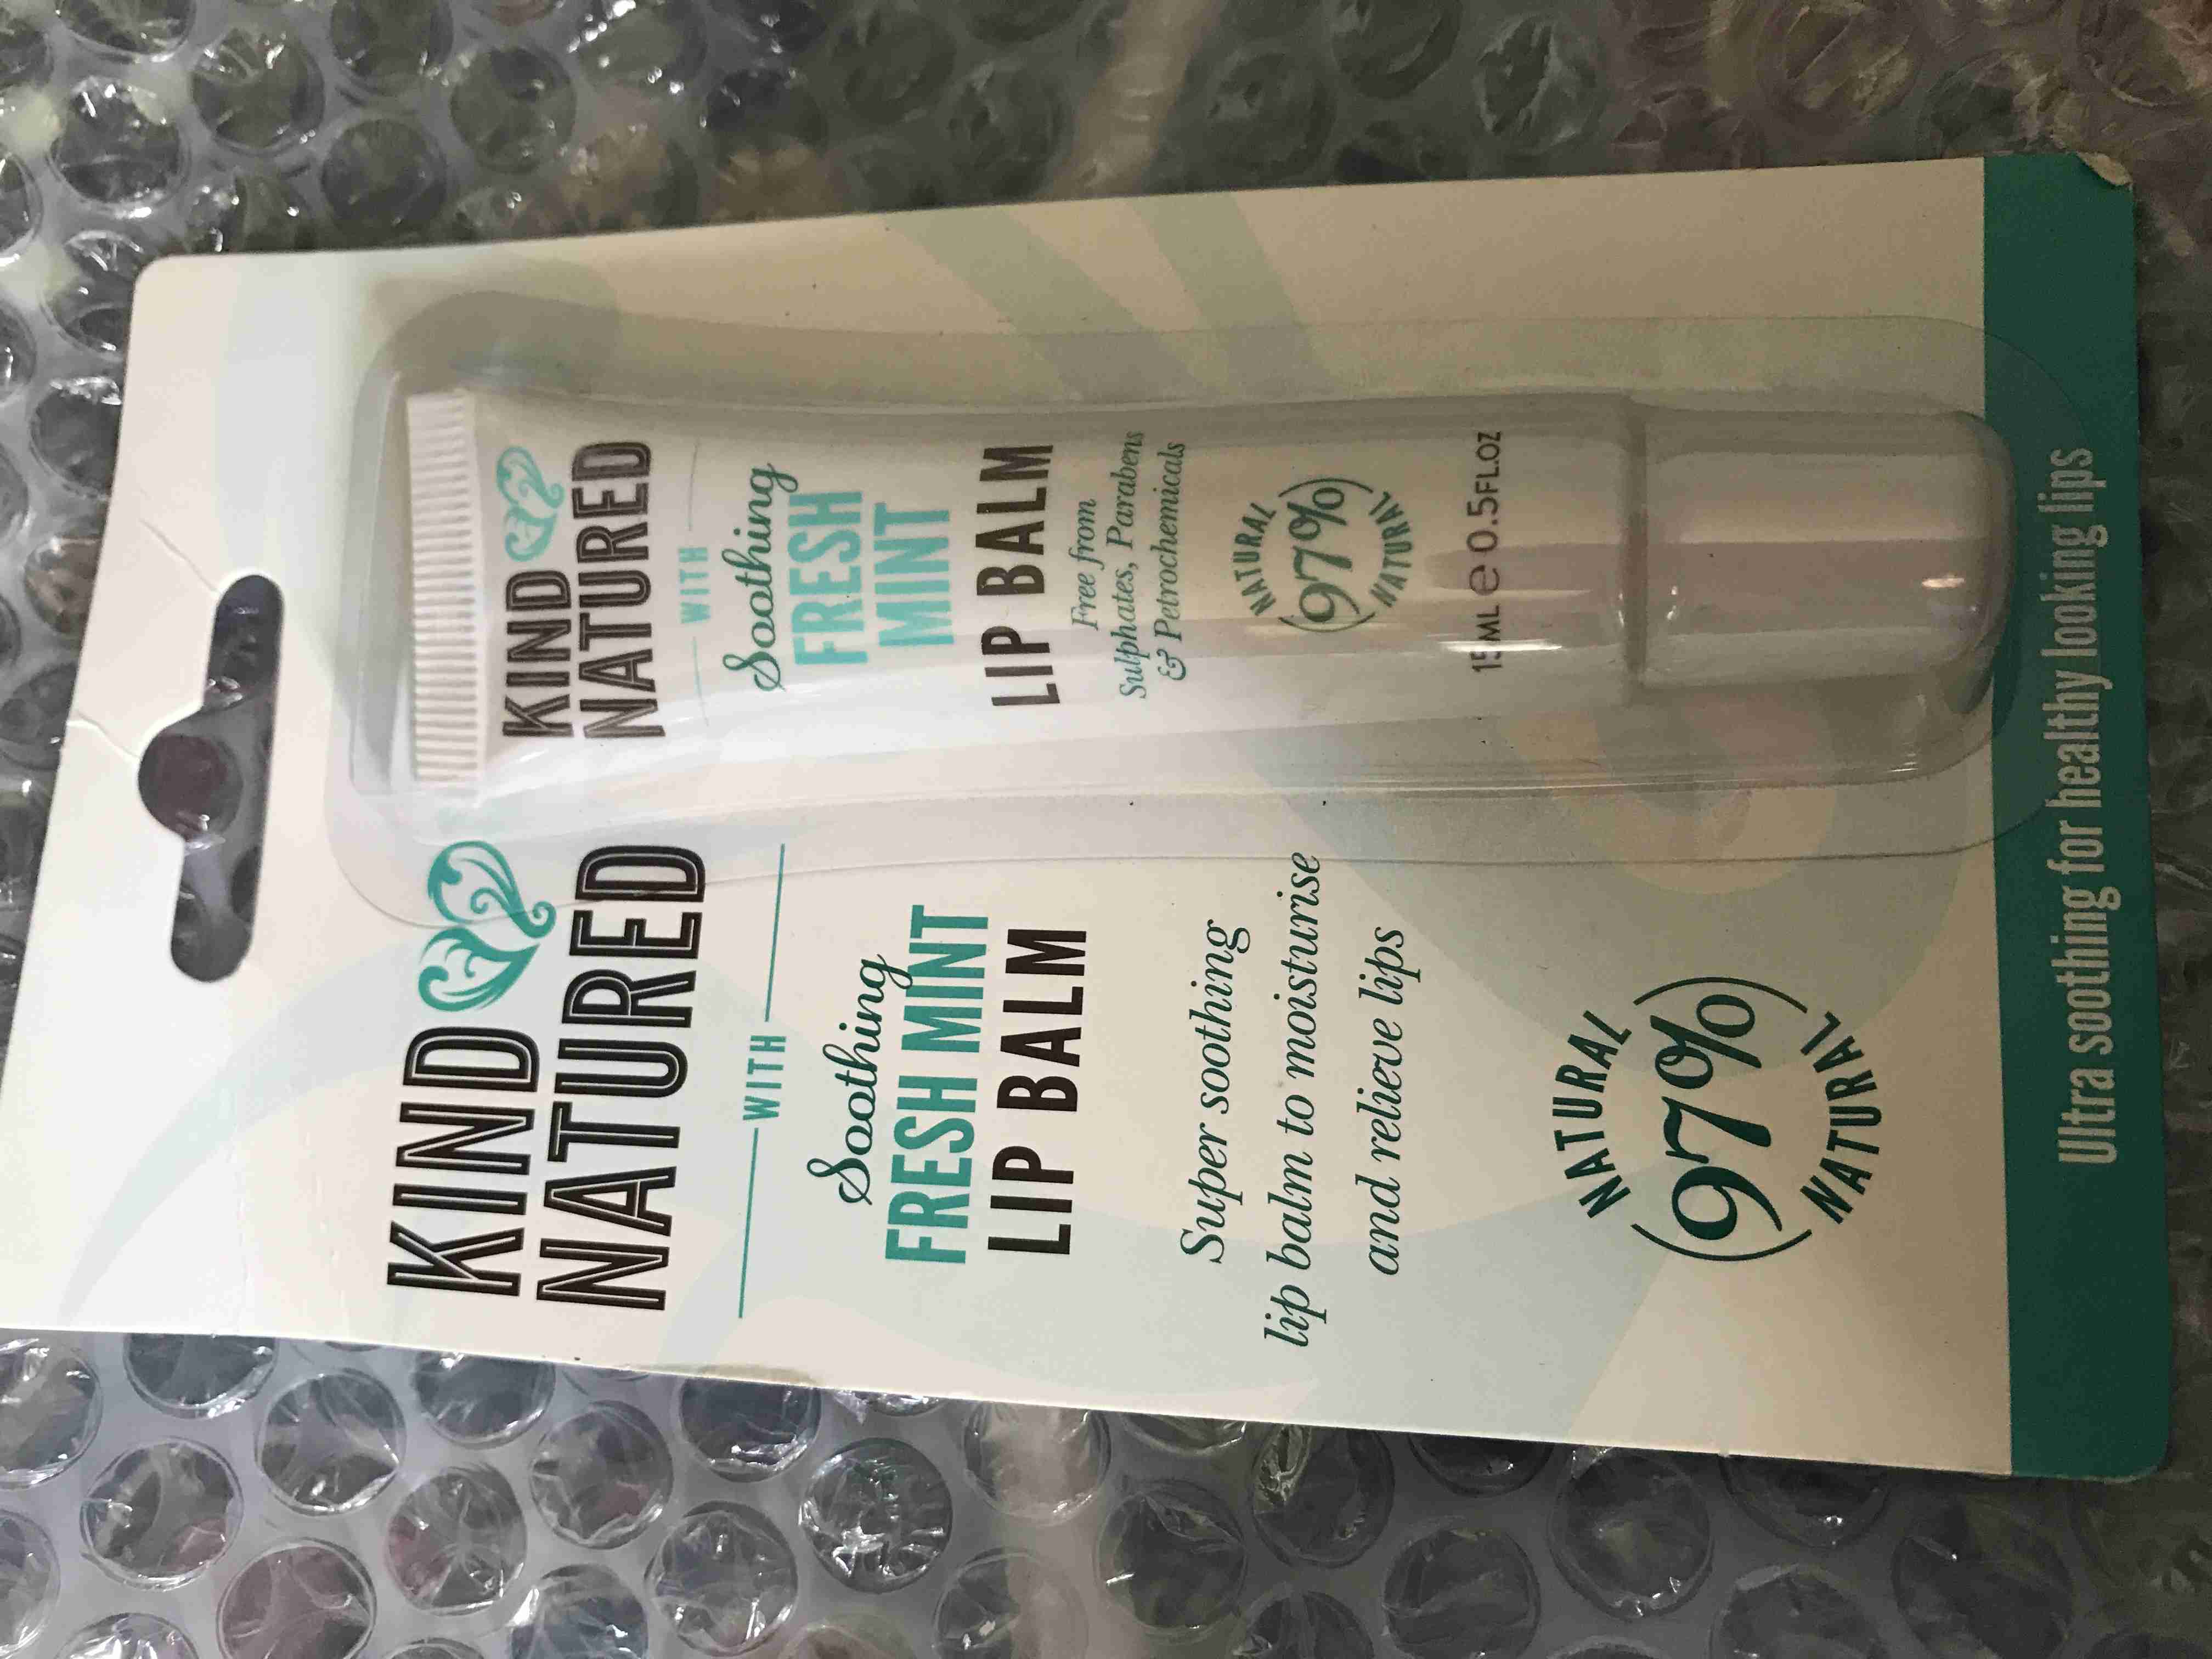 KIND
NATURED
WITH
Soothing
FRESH MINT
LIP BALM
Super soothing
lip balm to moisturise
and relieve lips
NATURAL
97%
NATURAL
KIND
NATURED
WITH
Soothing
FRESH
MINT
LIP BALM
Free from
Sulphates, Parabens
& Petrochemicals
NATURAL
97%
NATURAL
15ML e 0.5FL.OZ
Ultra soothing for healthy looking lips